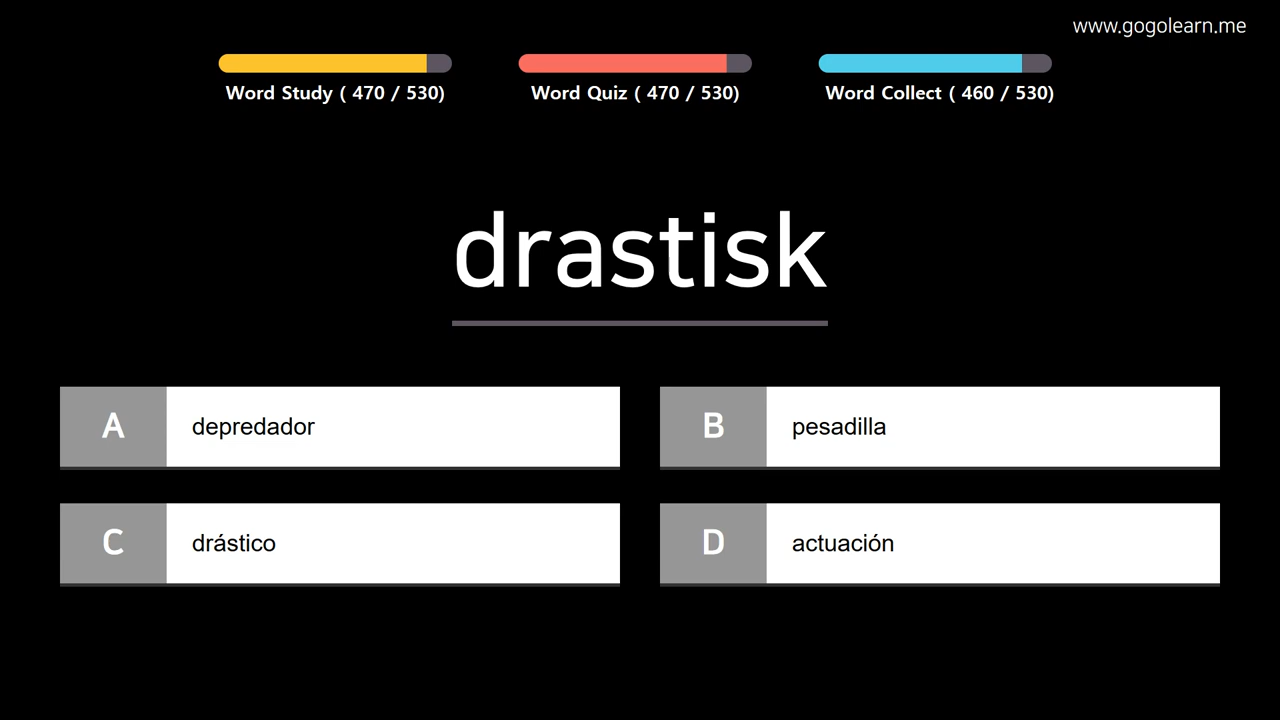 www.gogolearn.me
Word Study ( 470 / 530)
Word Quiz ( 470 / 530)
Word Collect ( 460 / 530)
drastisk
A depredador
B pesadilla
C drástico
D actuación